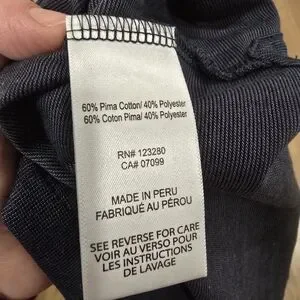 60% Pima Cotton/ 40% Polyester
60% Coton Pima/ 40% Polyester
RN# 123280
CA# 07099
MADE IN PERU
FABRIQUÉ AU PÉROU
SEE REVERSE FOR CARE
VOIR AU VERSO POUR
LES INSTRUCTIONS
DE LAVAGE